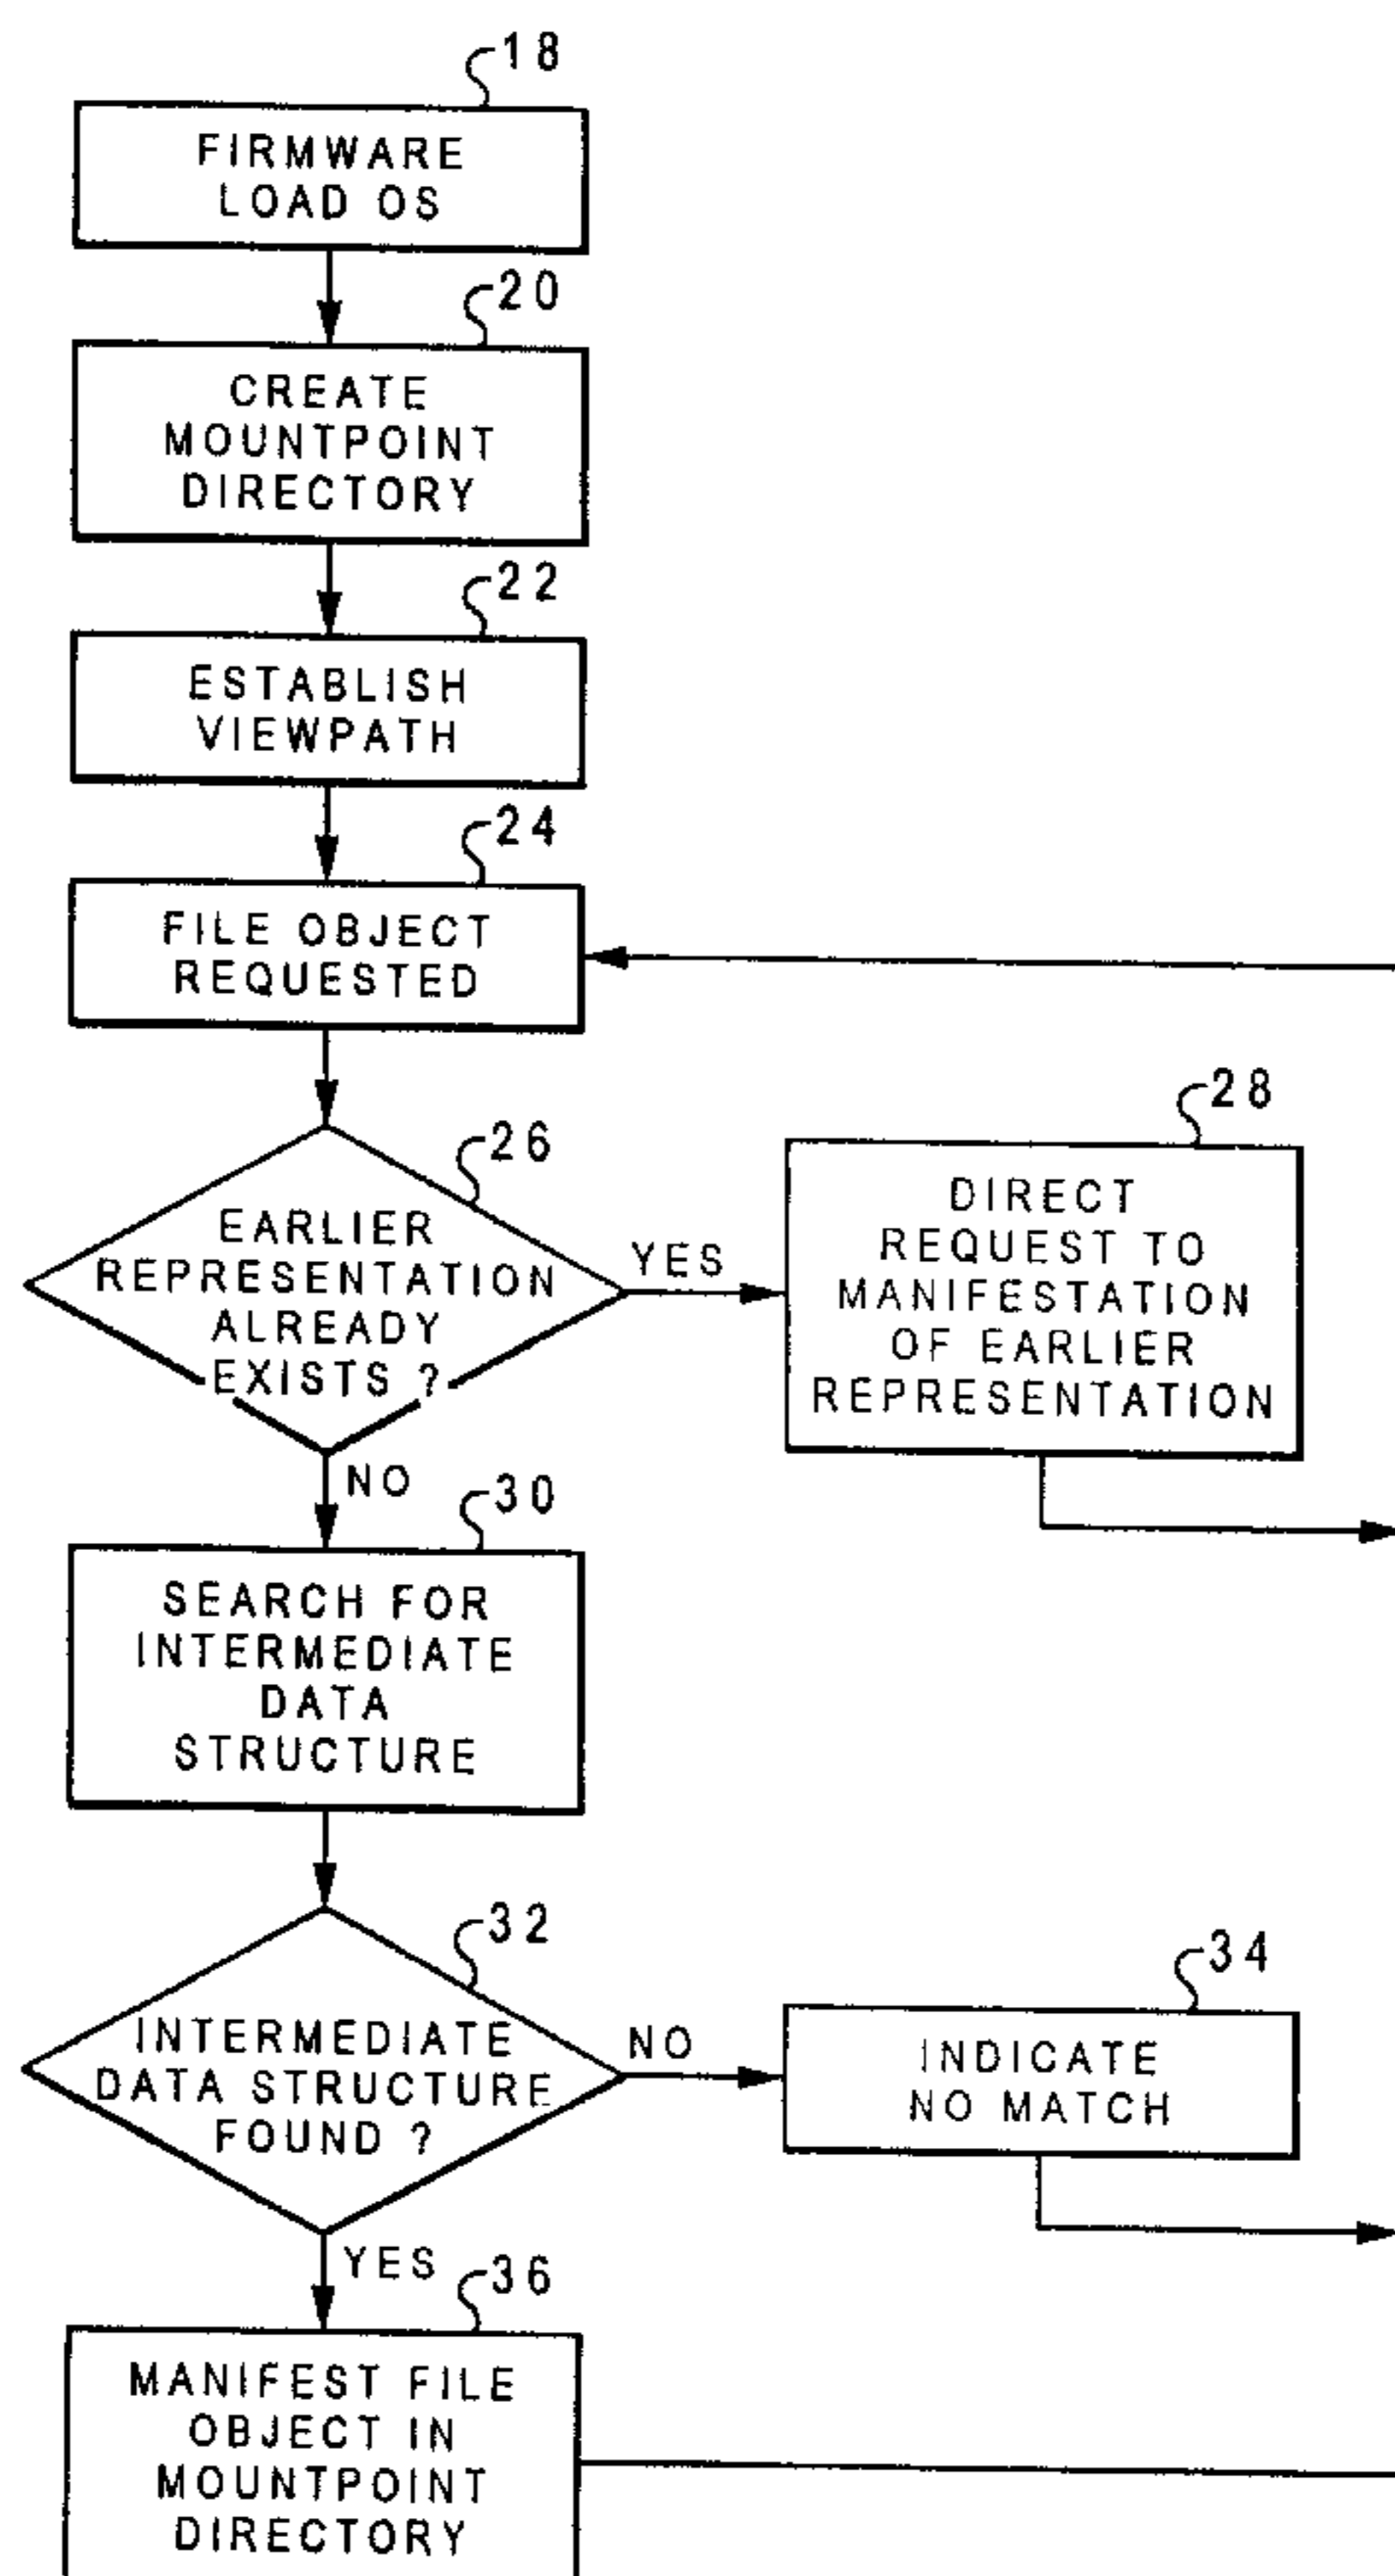 18
FIRMWARE
LOAD OS
20
CREATE
MOUNTPOINT
DIRECTORY
22
ESTABLISH
VIEWPATH
24
FILE OBJECT
REQUESTED
26
EARLIER
REPRESENTATION
ALREADY
EXISTS ?
YES
28
DIRECT
REQUEST TO
MANIFESTATION
OF EARLIER
REPRESENTATION
NO
30
SEARCH FOR
INTERMEDIATE
DATA
STRUCTURE
32
INTERMEDIATE
DATA STRUCTURE
FOUND ?
NO
34
INDICATE
NO MATCH
YES
36
MANIFEST FILE
OBJECT IN
MOUNTPOINT
DIRECTORY